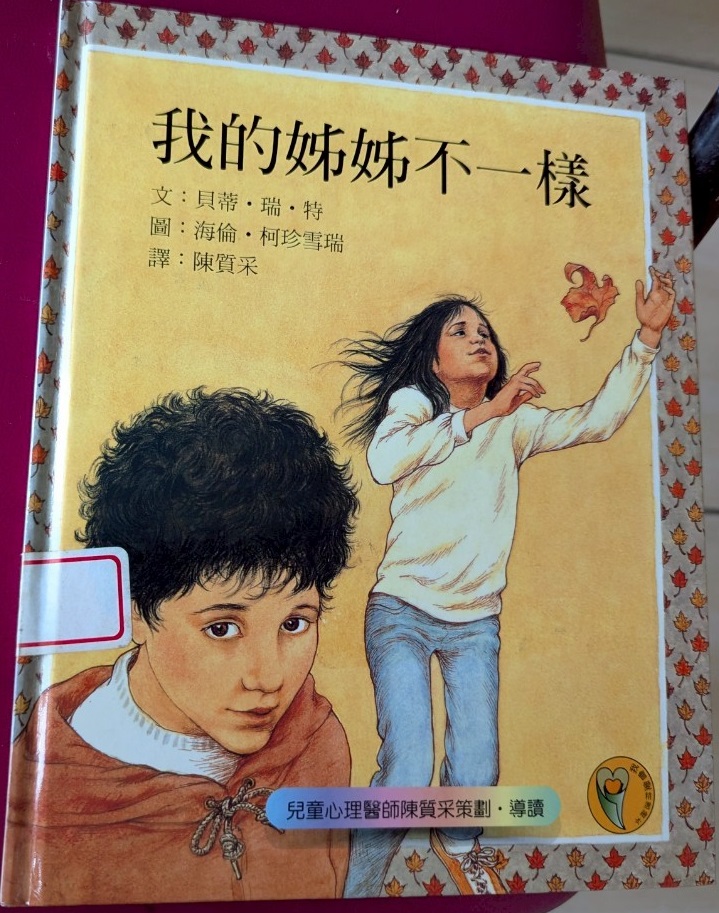 我的姊姊不一樣
文：貝蒂・瑞・特
圖：海倫・柯珍雪瑞
譯：陳質采
兒童心理醫師陳質采策劃・導讀